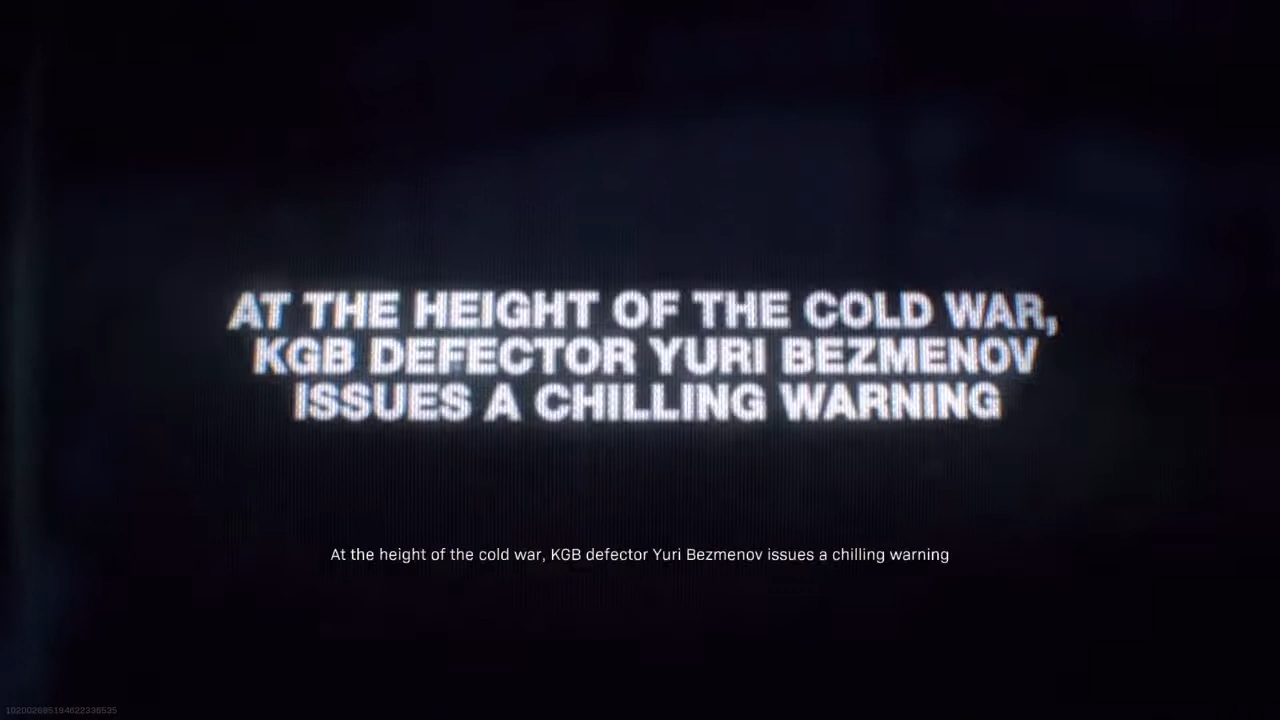 AT THE HEIGHT OF THE COLD WAR,
KGB DEFECTOR YURI BEZMENOV
ISSUES A CHILLING WARNING
At the height of the cold war, KGB defector Yuri Bezmenov issues a chilling warning